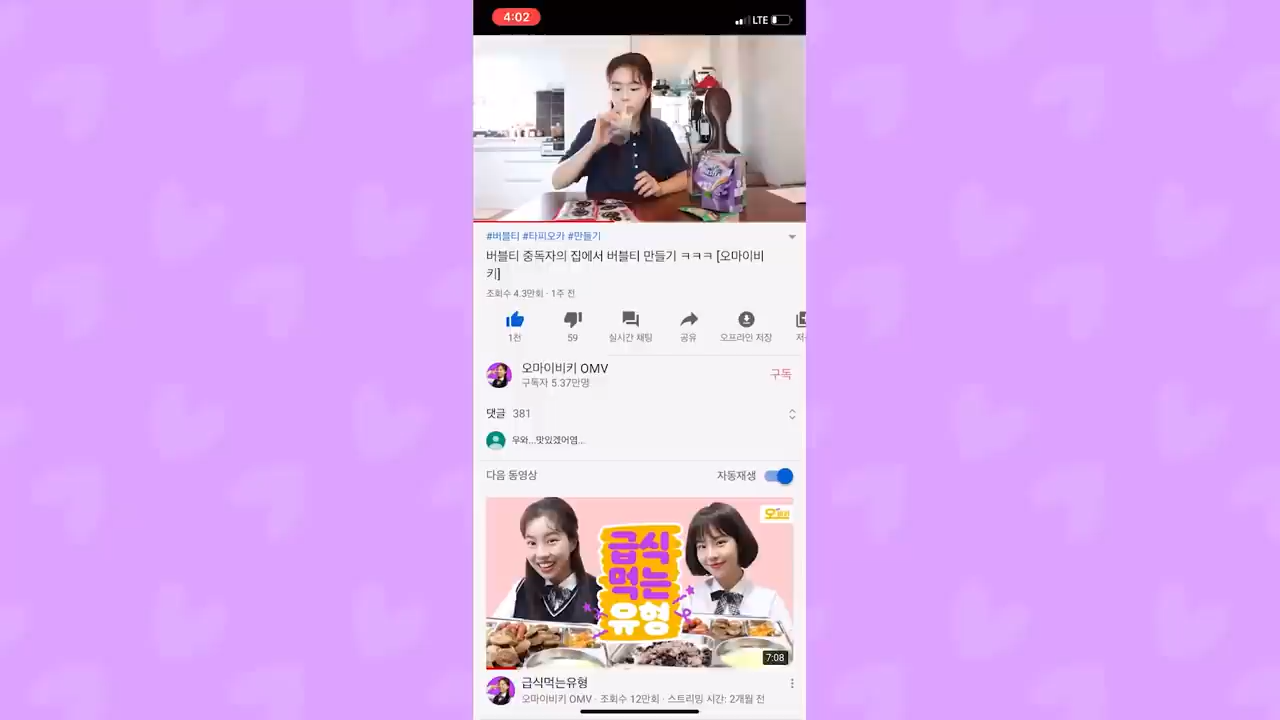 4:02
LTE
#버블티 #타피오카 #만들기
버블티 중독자의 집에서 버블티 만들기 ㅋㅋㅋ [오마이비
키]
조회수 4.3만회 · 1주 전
1천
59
실시간 채팅
공유
오프라인 저장
오마이비키 OMV
구독자 5.37만명
구독
댓글 381
우와...맛있겠어염...
다음 동영상
자동재생
급식
먹는
유형
7:08
급식먹는유형
오마이비키 OMV · 조회수 12만회 · 스트리밍 시간: 2개월 전